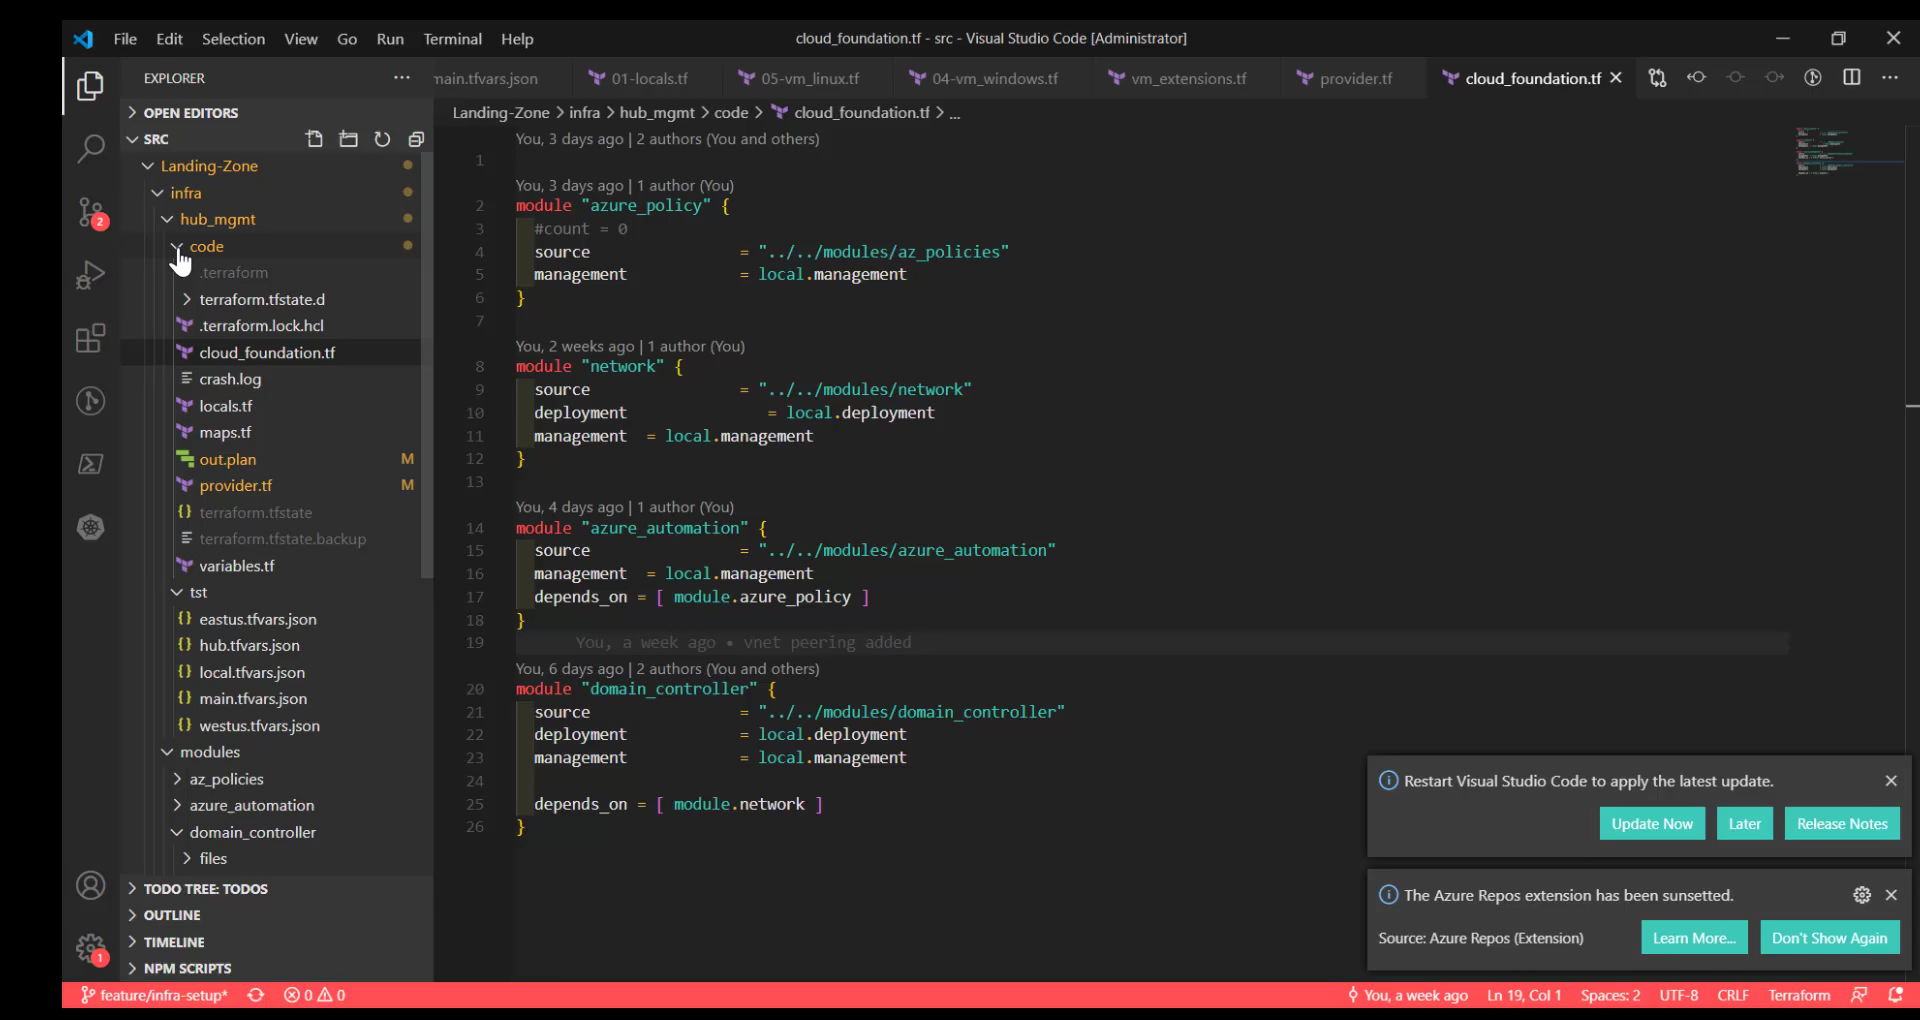 File Edit Selection View Go Run Terminal Help
cloud_foundation.tf - src - Visual Studio Code [Administrator]
EXPLORER
main.tfvars.json 01-locals.tf 05-vm_linux.tf 04-vm_windows.tf vm_extensions.tf provider.tf cloud_foundation.tf
Landing-Zone > infra > hub_mgmt > code > cloud_foundation.tf > ...
OPEN EDITORS
SRC
Landing-Zone
infra
hub_mgmt
code
.terraform
terraform.tfstate.d
.terraform.lock.hcl
cloud_foundation.tf
crash.log
locals.tf
maps.tf
out.plan M
provider.tf M
terraform.tfstate
terraform.tfstate.backup
variables.tf
tst
eastus.tfvars.json
hub.tfvars.json
local.tfvars.json
main.tfvars.json
westus.tfvars.json
modules
az_policies
azure_automation
domain_controller
files
TODO TREE: TODOS
OUTLINE
TIMELINE
NPM SCRIPTS
2
1
You, 3 days ago | 2 authors (You and others)
1
You, 3 days ago | 1 author (You)
2 module "azure_policy" {
3 #count = 0
4 source = "../../modules/az_policies"
5 management = local.management
6 }
7
You, 2 weeks ago | 1 author (You)
8 module "network" {
9 source = "../../modules/network"
10 deployment = local.deployment
11 management = local.management
12 }
13
You, 4 days ago | 1 author (You)
14 module "azure_automation" {
15 source = "../../modules/azure_automation"
16 management = local.management
17 depends_on = [ module.azure_policy ]
18 }
19 You, a week ago • vnet peering added
You, 6 days ago | 2 authors (You and others)
20 module "domain_controller" {
21 source = "../../modules/domain_controller"
22 deployment = local.deployment
23 management = local.management
24
25 depends_on = [ module.network ]
26 }
Restart Visual Studio Code to apply the latest update.
Update Now Later Release Notes
The Azure Repos extension has been sunsetted.
Source: Azure Repos (Extension) Learn More... Don't Show Again
feature/infra-setup* 0 0 You, a week ago Ln 19, Col 1 Spaces: 2 UTF-8 CRLF Terraform